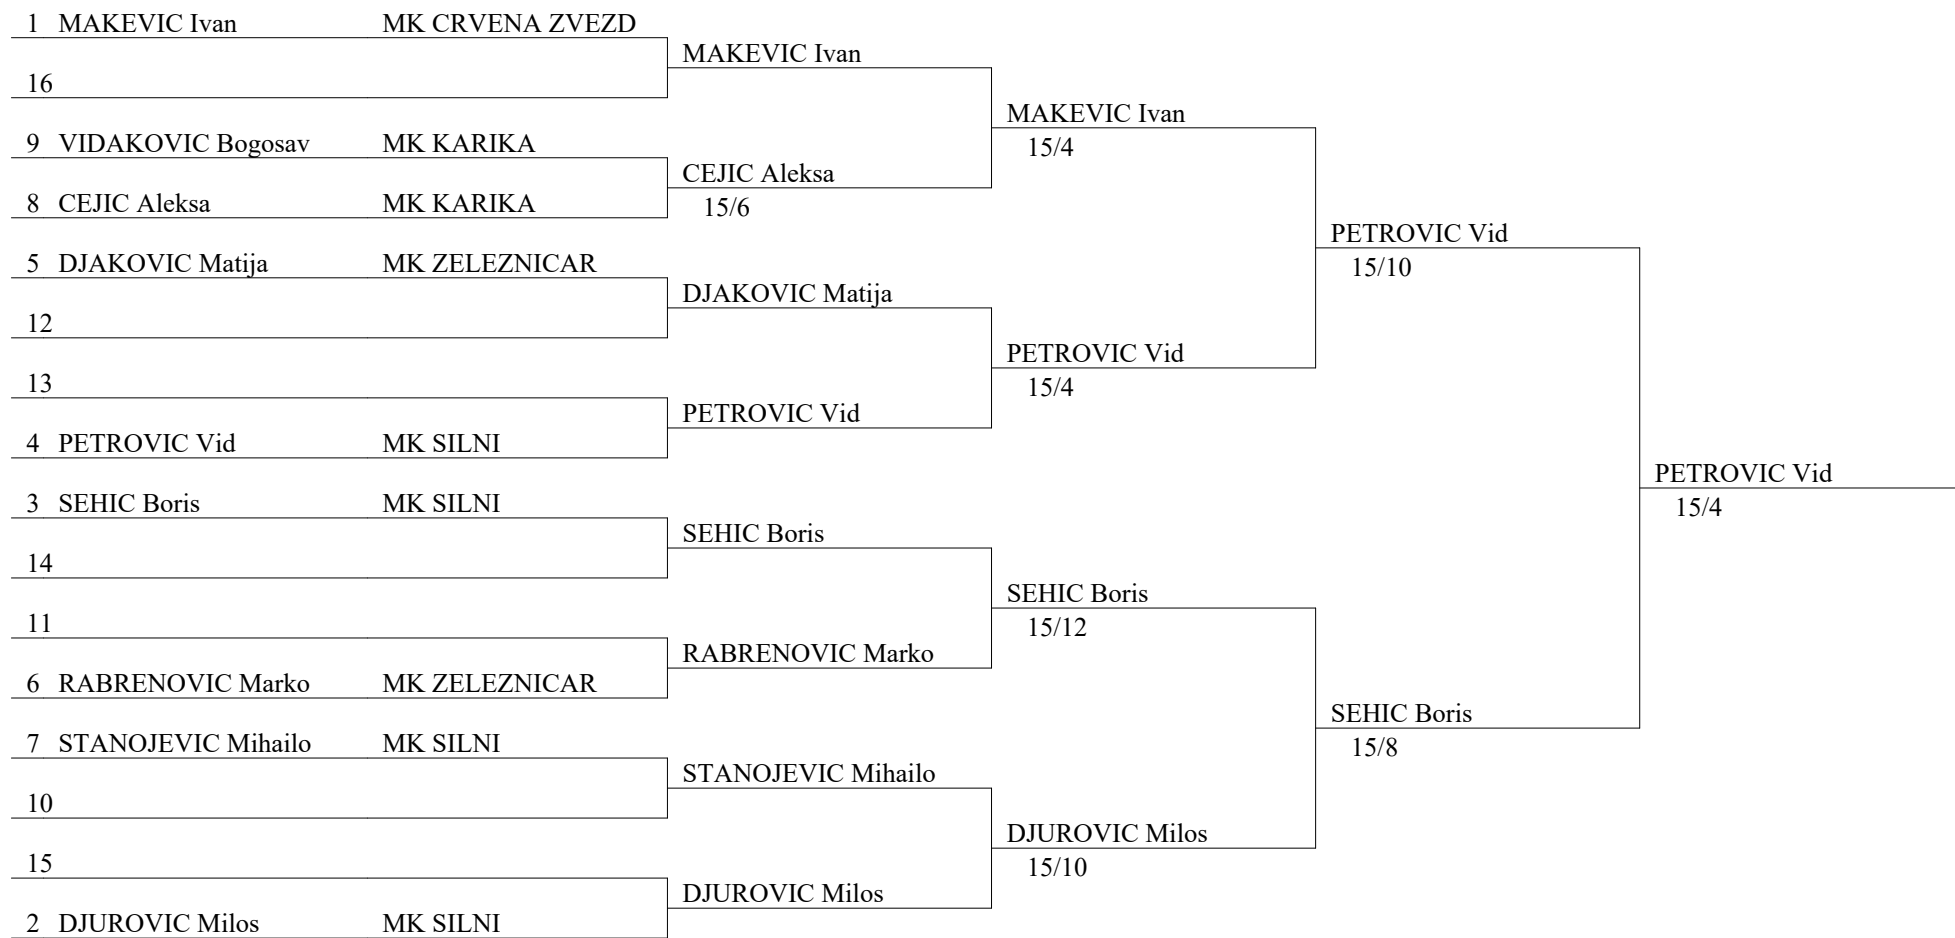 1 MAKEVIC Ivan MK CRVENA ZVEZD
MAKEVIC Ivan
16
MAKEVIC Ivan
15/4
9 VIDAKOVIC Bogosav MK KARIKA
CEJIC Aleksa
15/6
8 CEJIC Aleksa MK KARIKA
PETROVIC Vid
15/10
5 DJAKOVIC Matija MK ZELEZNICAR
DJAKOVIC Matija
12
PETROVIC Vid
15/4
13
PETROVIC Vid
4 PETROVIC Vid MK SILNI
PETROVIC Vid
15/4
3 SEHIC Boris MK SILNI
SEHIC Boris
14
SEHIC Boris
15/12
11
RABRENOVIC Marko
6 RABRENOVIC Marko MK ZELEZNICAR
SEHIC Boris
15/8
7 STANOJEVIC Mihailo MK SILNI
STANOJEVIC Mihailo
10
DJUROVIC Milos
15/10
15
DJUROVIC Milos
2 DJUROVIC Milos MK SILNI